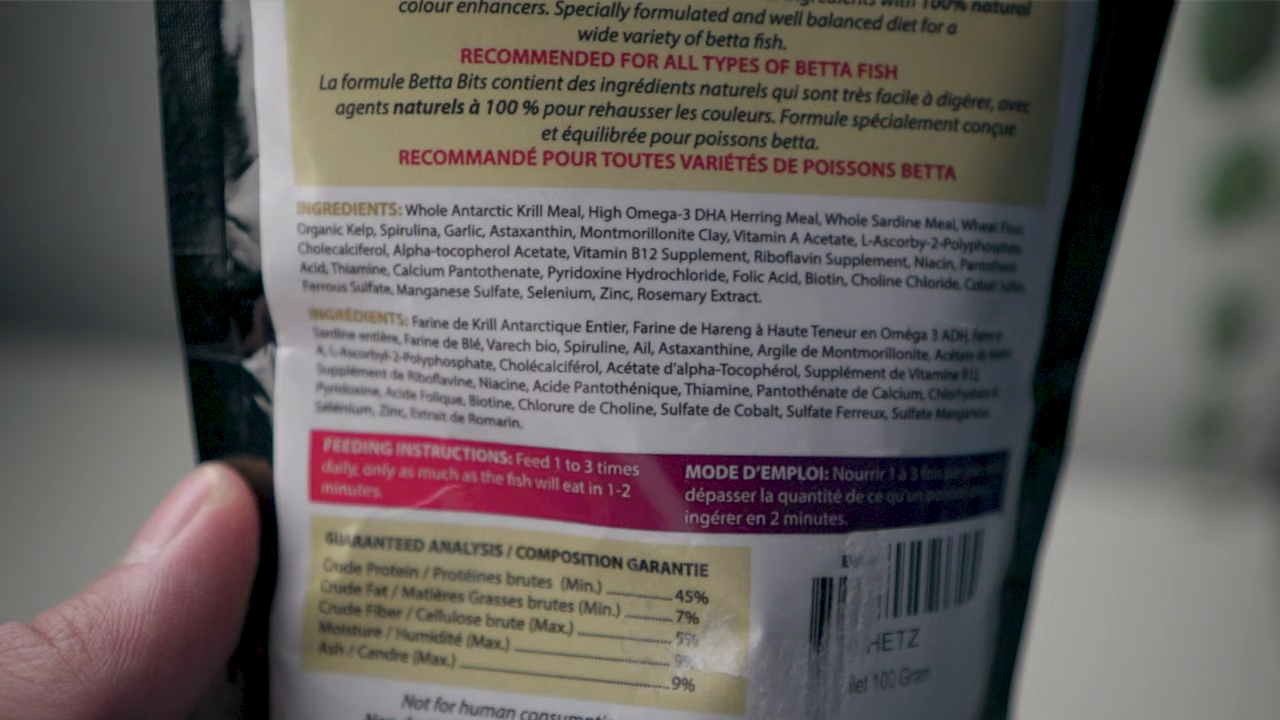 ingredients with 100% natural
colour enhancers. Specially formulated and well balanced diet for a
wide variety of betta fish.
RECOMMENDED FOR ALL TYPES OF BETTA FISH
La formule Betta Bits contient des ingrédients naturels qui sont très facile à digérer, avec
agents naturels à 100 % pour rehausser les couleurs. Formule spécialement conçue
et équilibrée pour poissons betta.
RECOMMANDÉ POUR TOUTES VARIÉTÉS DE POISSONS BETTA
INGREDIENTS: Whole Antarctic Krill Meal, High Omega-3 DHA Herring Meal, Whole Sardine Meal, Wheat Flour,
Organic Kelp, Spirulina, Garlic, Astaxanthin, Montmorillonite Clay, Vitamin A Acetate, L-Ascorby-2-Polyphosphate
Cholecalciferol, Alpha-tocopherol Acetate, Vitamin B12 Supplement, Riboflavin Supplement, Niacin, Pantothenic
Acid, Thiamine, Calcium Pantothenate, Pyridoxine Hydrochloride, Folic Acid, Biotin, Choline Chloride, Cobalt Sulfate,
Ferrous Sulfate, Manganese Sulfate, Selenium, Zinc, Rosemary Extract.
INGRÉDIENTS: Farine de Krill Antarctique Entier, Farine de Hareng à Haute Teneur en Oméga 3 ADH,
Sardine entière, Farine de Blé, Varech bio, Spiruline, Ail, Astaxanthine, Argile de Montmorillonite, Acétate de
A, L-Ascorbyl-2-Polyphosphate, Cholécalciférol, Acétate d'alpha-Tocophérol, Supplément de Vitamine B12,
Supplément de Riboflavine, Niacine, Acide Pantothénique, Thiamine, Pantothénate de Calcium, Chlorhydrate
Pyridoxine, Acide Folique, Biotine, Chlorure de Choline, Sulfate de Cobalt, Sulfate Ferreux, Sulfate Manganese
Sélénium, Zinc, Extrait de Romarin.
FEEDING INSTRUCTIONS: Feed 1 to 3 times
daily, only as much as the fish will eat in 1-2
minutes.
MODE D'EMPLOI: Nourrir 1 à 3 fois
dépasser la quantité de ce qu'un
ingérer en 2 minutes.
GUARANTEED ANALYSIS / COMPOSITION GARANTIE
Crude Protein / Protéines brutes (Min.) 45%
Crude Fat / Matières Grasses brutes (Min.) 7%
Crude Fiber / Cellulose brute (Max.) 5%
Moisture / Humidité (Max.) 9%
Ash / Cendre (Max.) 9%
HETZ
100 Gram
Not for human